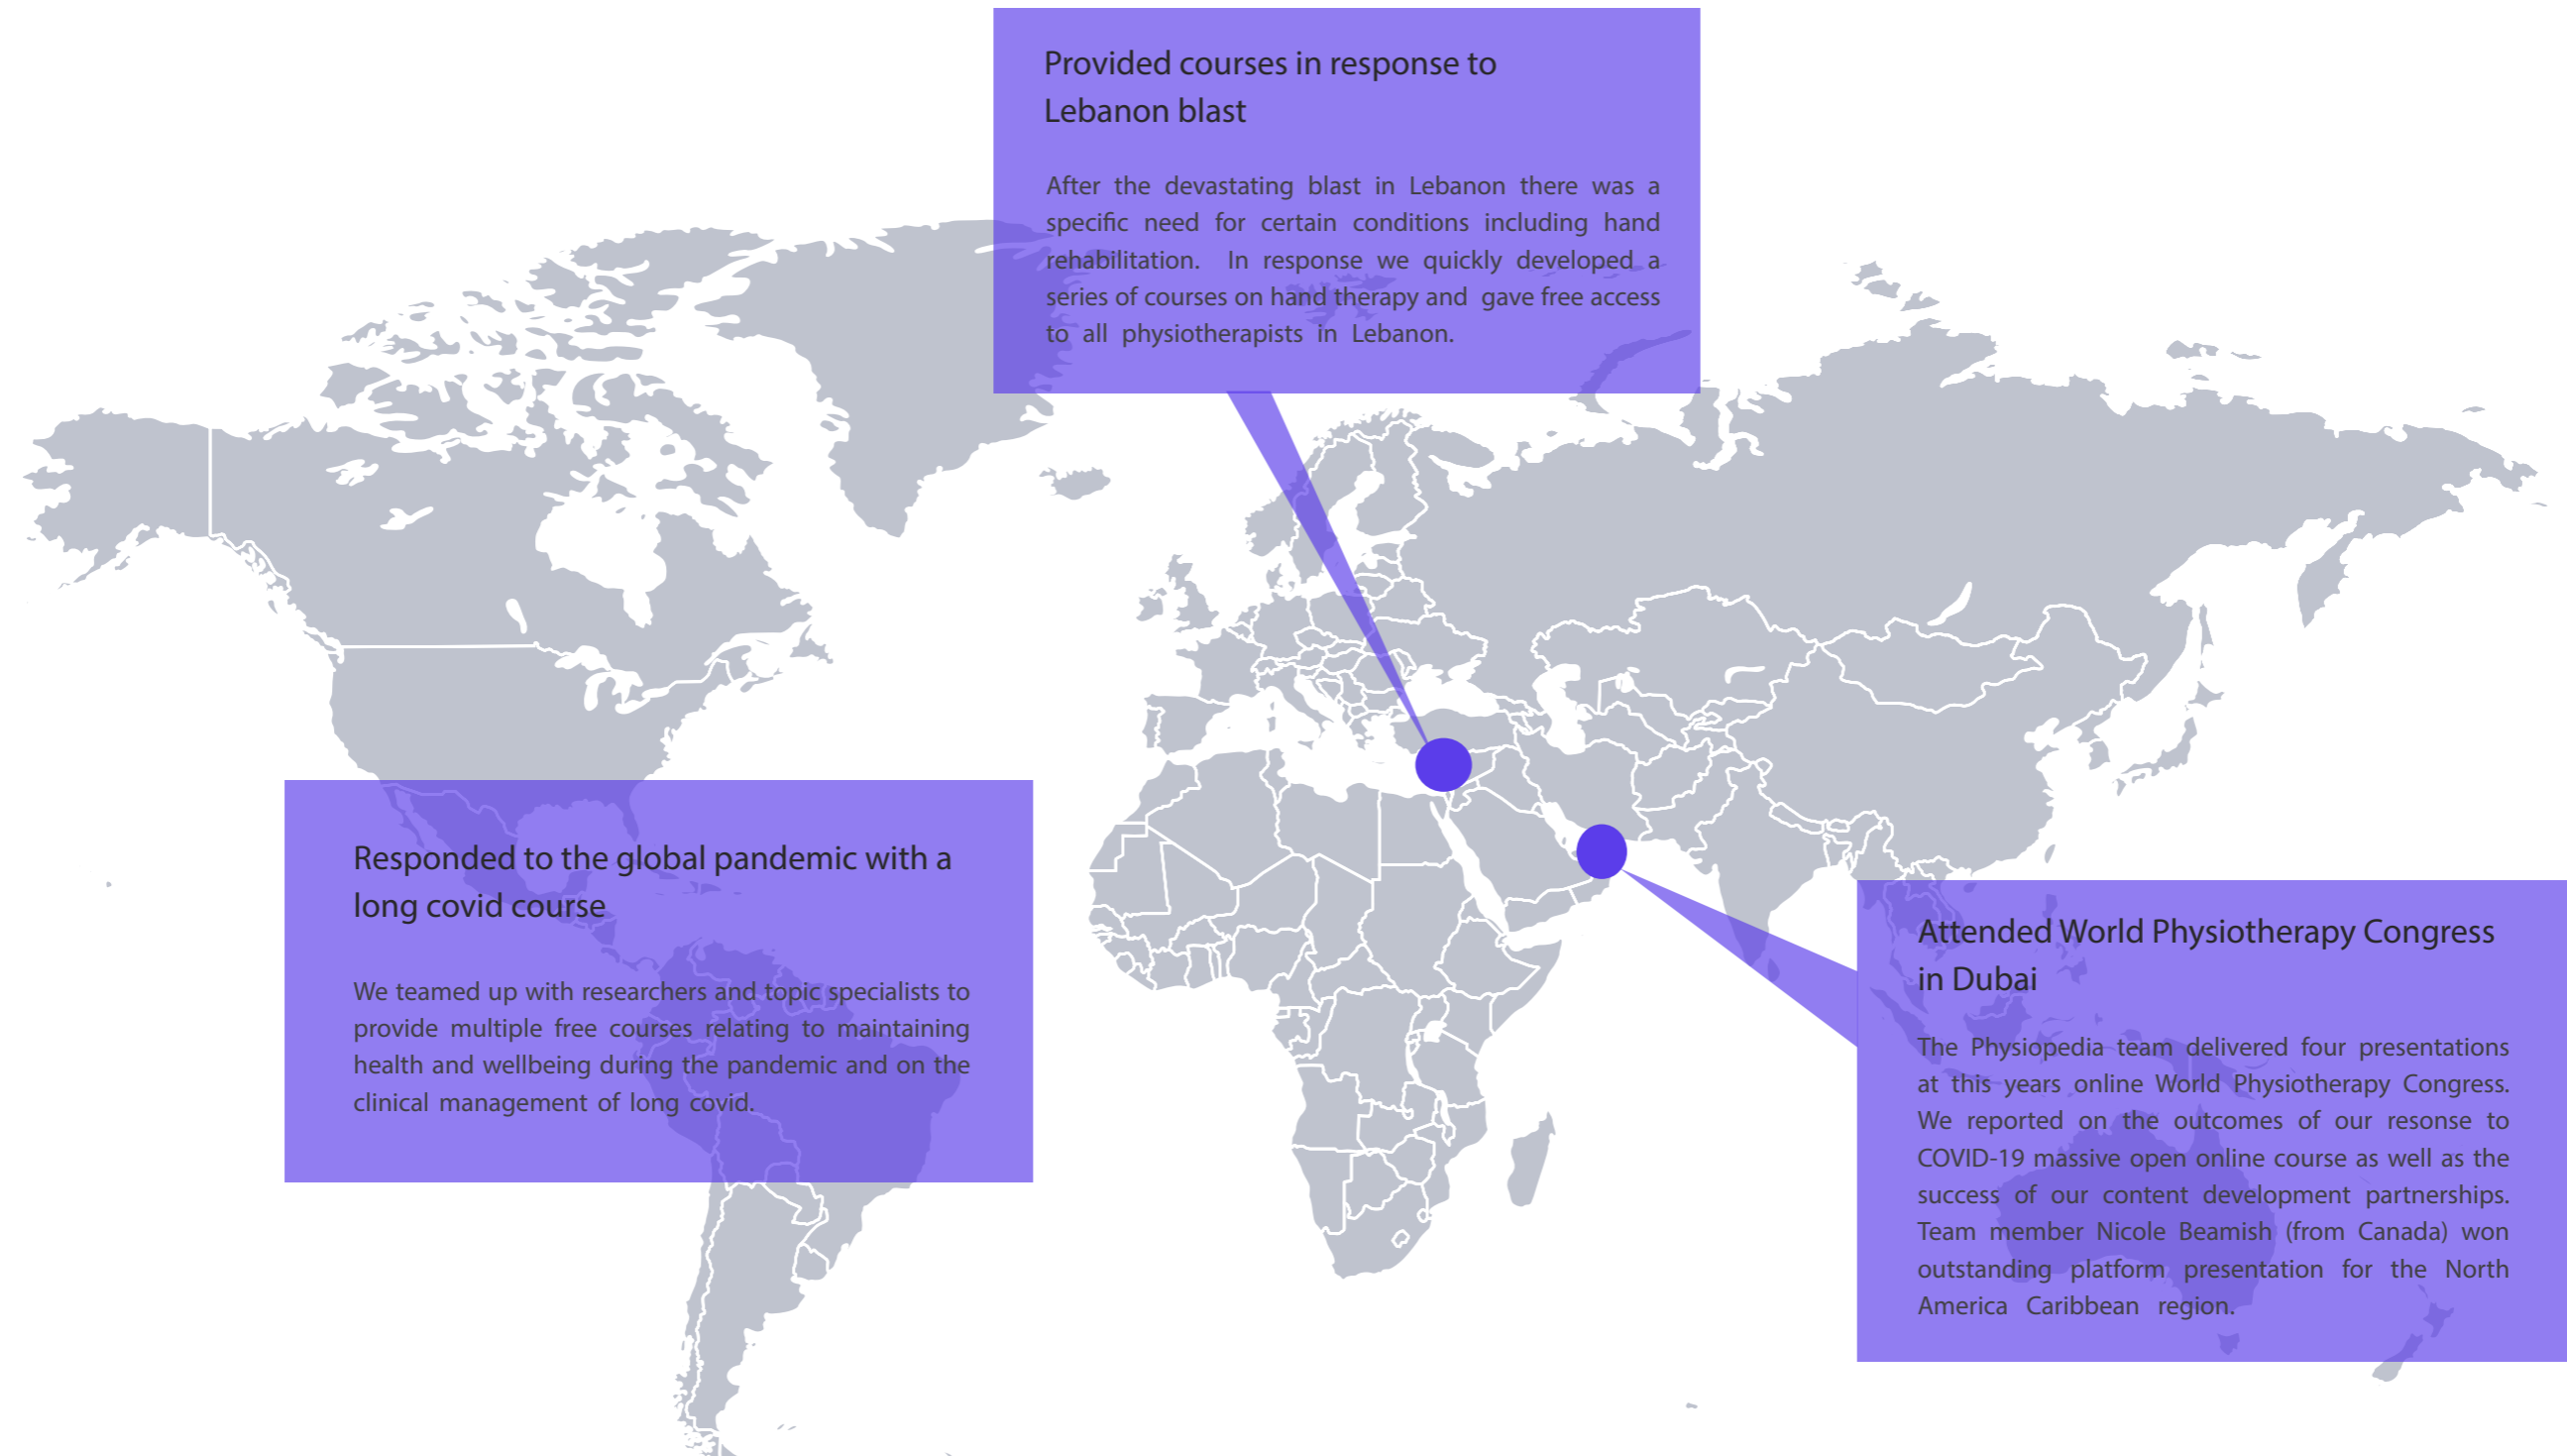 Provided courses in response to
Lebanon blast
After the devastating blast in Lebanon there was a
specific need for certain conditions including hand
rehabilitation. In response we quickly developed a
series of courses on hand therapy and gave free access
to all physiotherapists in Lebanon.
Responded to the global pandemic with a
long covid course
We teamed up with researchers and topic specialists to
provide multiple free courses relating to maintaining
health and wellbeing during the pandemic and on the
clinical management of long covid.
Attended World Physiotherapy Congress
in Dubai
The Physiopedia team delivered four presentations
at this years online World Physiotherapy Congress.
We reported on the outcomes of our resonse to
COVID-19 massive open online course as well as the
success of our content development partnerships.
Team member Nicole Beamish (from Canada) won
outstanding platform presentation for the North
America Caribbean region.